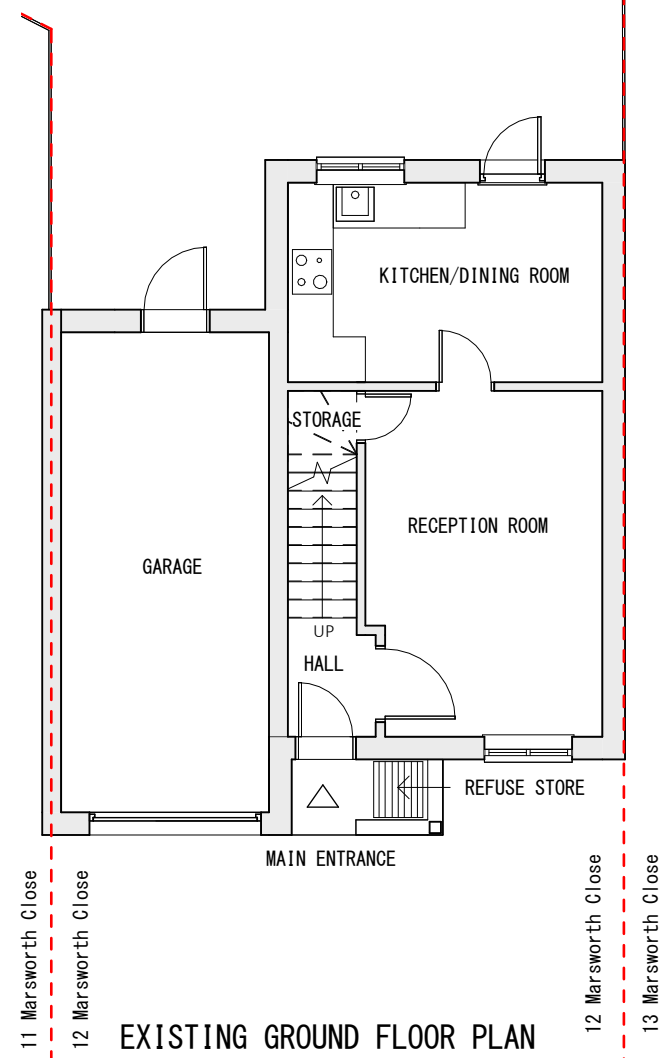 KITCHEN/DINING ROOM
STORAGE
RECEPTION ROOM
GARAGE
UP
HALL
REFUSE STORE
MAIN ENTRANCE
11 Marsworth Close
12 Marsworth Close
12 Marsworth Close
13 Marsworth Close
EXISTING GROUND FLOOR PLAN